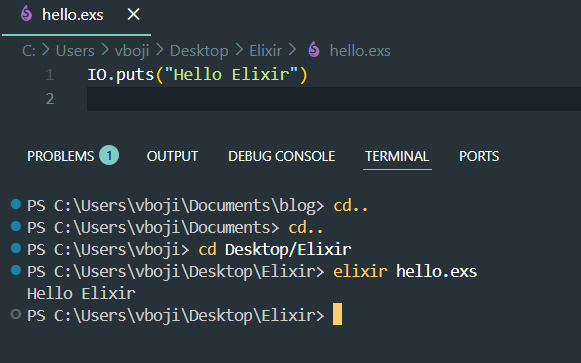 hello.exs
C: > Users > vboji > Desktop > Elixir > hello.exs
1 IO.puts("Hello Elixir")
2
PROBLEMS 1 OUTPUT DEBUG CONSOLE TERMINAL PORTS
PS C:\Users\vboji\Documents\blog> cd..
PS C:\Users\vboji\Documents> cd..
PS C:\Users\vboji> cd Desktop/Elixir
PS C:\Users\vboji\Desktop\Elixir> elixir hello.exs
Hello Elixir
PS C:\Users\vboji\Desktop\Elixir>